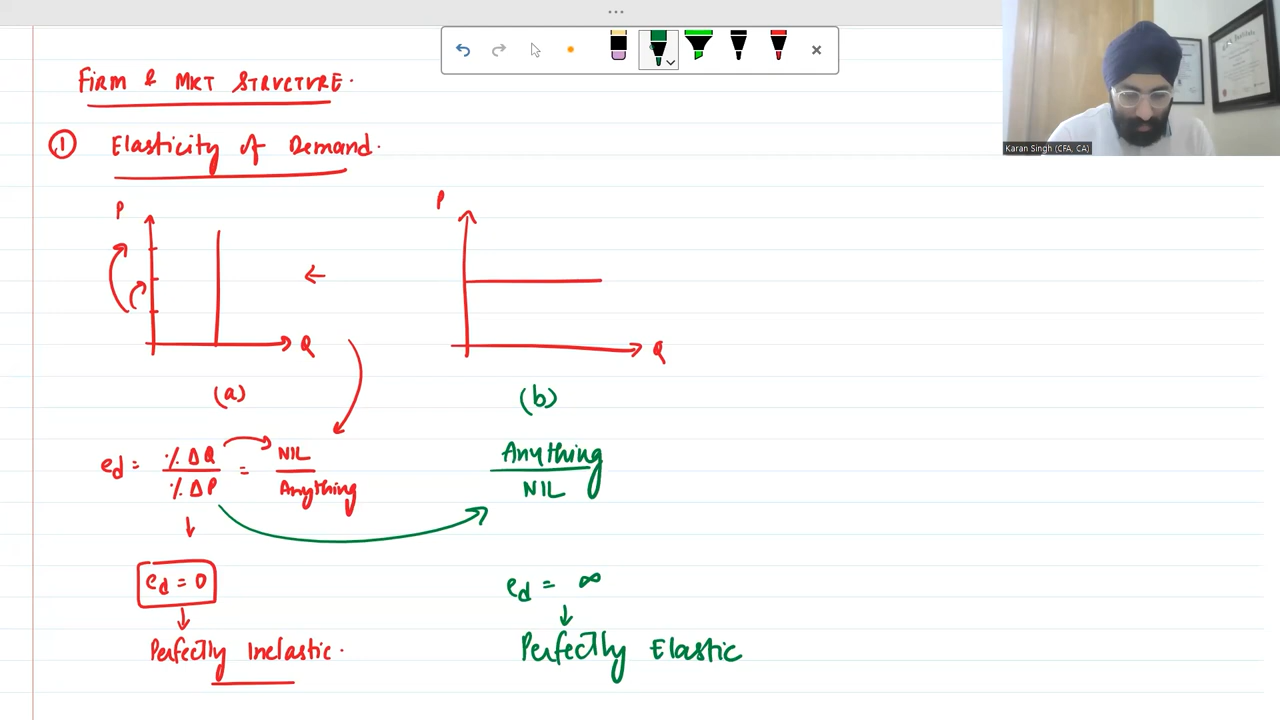 FIRM & MKT STRUCTURE.
① Elasticity of Demand.
P
Q
(a)
P
Q
(b)
ed = %ΔQ / %ΔP = NIL / Anything
Anything / NIL
ed = 0
ed = ∞
Perfectly Inelastic.
Perfectly Elastic
Karan Singh (CFA, CA)